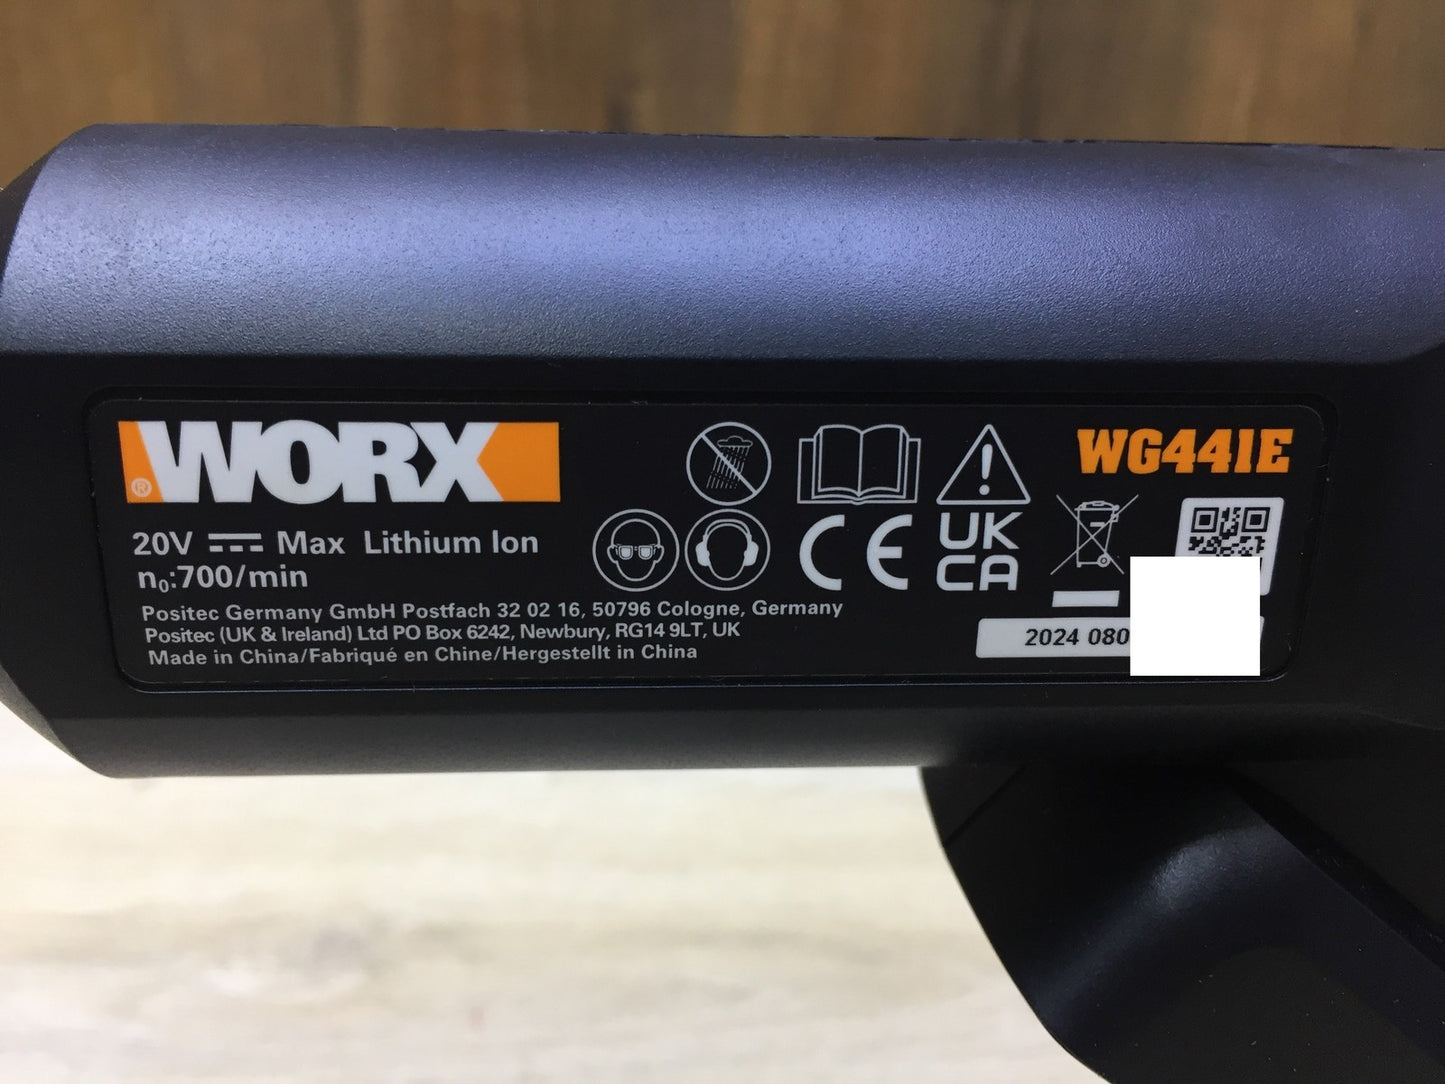 WORX ®
WG441E
20V ⎓ Max Lithium Ion
n₀:700/min
CE
UK
CA
Positec Germany GmbH Postfach 32 02 16, 50796 Cologne, Germany
Positec (UK & Ireland) Ltd PO Box 6242, Newbury, RG14 9LT, UK
Made in China/Fabriqué en Chine/Hergestellt in China
2024 080